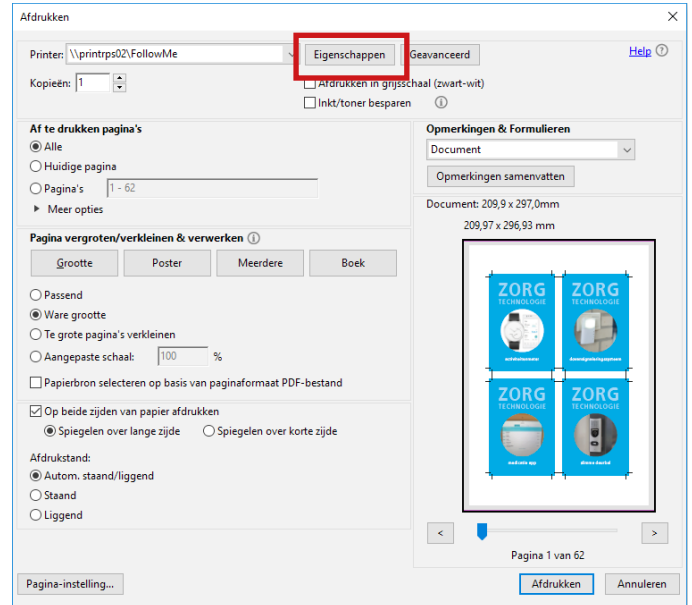 Afdrukken
Printer: \\printrps02\FollowMe Eigenschappen Geavanceerd Help
Kopieën: 1 Afdrukken in grijsschaal (zwart-wit)
Inkt/toner besparen
Af te drukken pagina's
Alle
Huidige pagina
Pagina's 1 - 62
Meer opties
Opmerkingen & Formulieren
Document
Opmerkingen samenvatten
Pagina vergroten/verkleinen & verwerken
Grootte Poster Meerdere Boek
Passend
Ware grootte
Te grote pagina's verkleinen
Aangepaste schaal: 100 %
Papierbron selecteren op basis van paginaformaat PDF-bestand
Op beide zijden van papier afdrukken
Spiegelen over lange zijde Spiegelen over korte zijde
Afdrukstand:
Autom. staand/liggend
Staand
Liggend
Document: 209,9 x 297,0mm
209,97 x 296,93 mm
ZORG ZORG
TECHNOLOGIE TECHNOLOGIE
ZORG ZORG
TECHNOLOGIE TECHNOLOGIE
medicatie app
< >
Pagina 1 van 62
Pagina-instelling... Afdrukken Annuleren